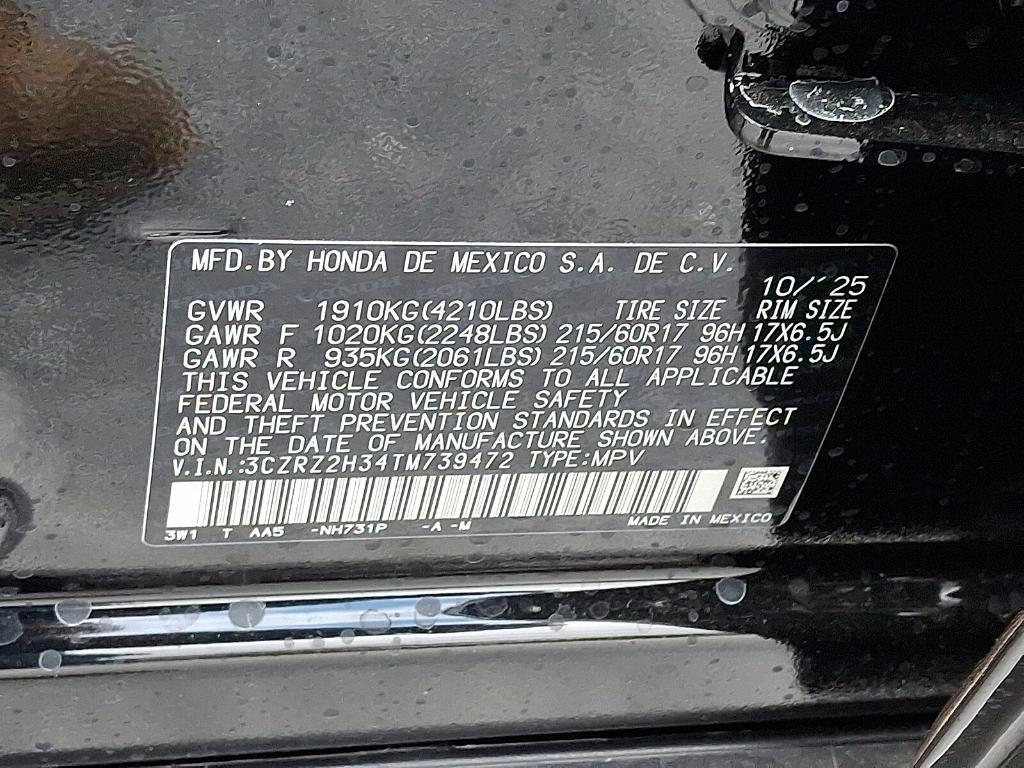 MFD.BY HONDA DE MEXICO S.A. DE C.V.
10/'25
GVWR 1910KG(4210LBS) TIRE SIZE RIM SIZE
GAWR F 1020KG(2248LBS) 215/60R17 96H 17X6.5J
GAWR R 935KG(2061LBS) 215/60R17 96H 17X6.5J
THIS VEHICLE CONFORMS TO ALL APPLICABLE
FEDERAL MOTOR VEHICLE SAFETY
AND THEFT PREVENTION STANDARDS IN EFFECT
ON THE DATE OF MANUFACTURE SHOWN ABOVE.
V.I.N.:3CZRZ2H34TM739472 TYPE:MPV
3W1 T AA5 -NH731P -A -M MADE IN MEXICO